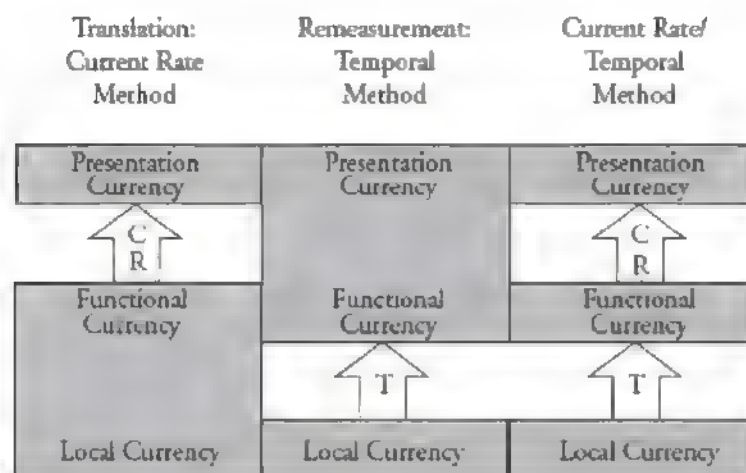 Translation:
Current Rate
Method
Remeasurement:
Temporal
Method
Current Rate/
Temporal
Method
Presentation
Currency
Presentation
Currency
Presentation
Currency
C
R
C
R
Functional
Currency
Functional
Currency
Functional
Currency
T
T
Local Currency
Local Currency
Local Currency